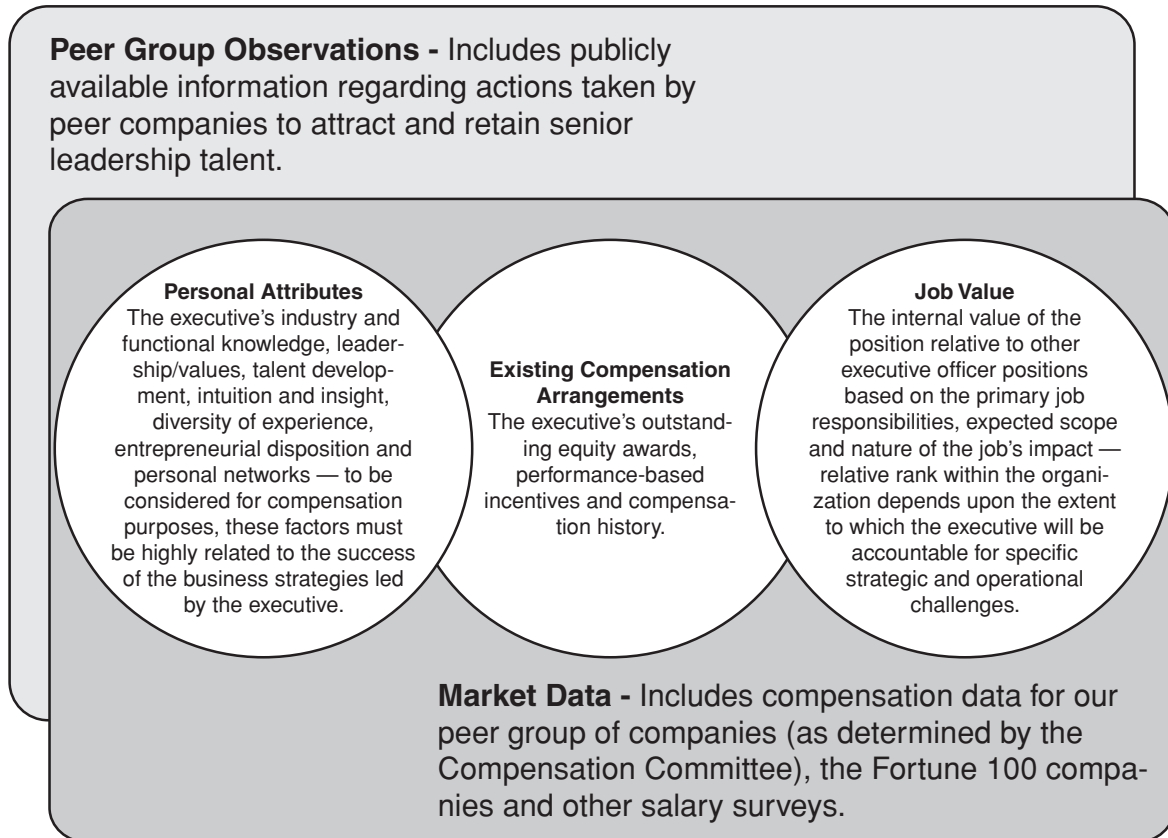 Peer Group Observations - Includes publicly
available information regarding actions taken by
peer companies to attract and retain senior
leadership talent.
Personal Attributes
The executive’s industry and
functional knowledge, leader-
ship/values, talent develop-
ment, intuition and insight,
diversity of experience,
entrepreneurial disposition and
personal networks — to be
considered for compensation
purposes, these factors must
be highly related to the success
of the business strategies led
by the executive.
Existing Compensation
Arrangements
The executive’s outstand-
ing equity awards,
performance-based
incentives and compensa-
tion history.
Job Value
The internal value of the
position relative to other
executive officer positions
based on the primary job
responsibilities, expected scope
and nature of the job’s impact —
relative rank within the organi-
zation depends upon the extent
to which the executive will be
accountable for specific
strategic and operational
challenges.
Market Data - Includes compensation data for our
peer group of companies (as determined by the
Compensation Committee), the Fortune 100 compa-
nies and other salary surveys.